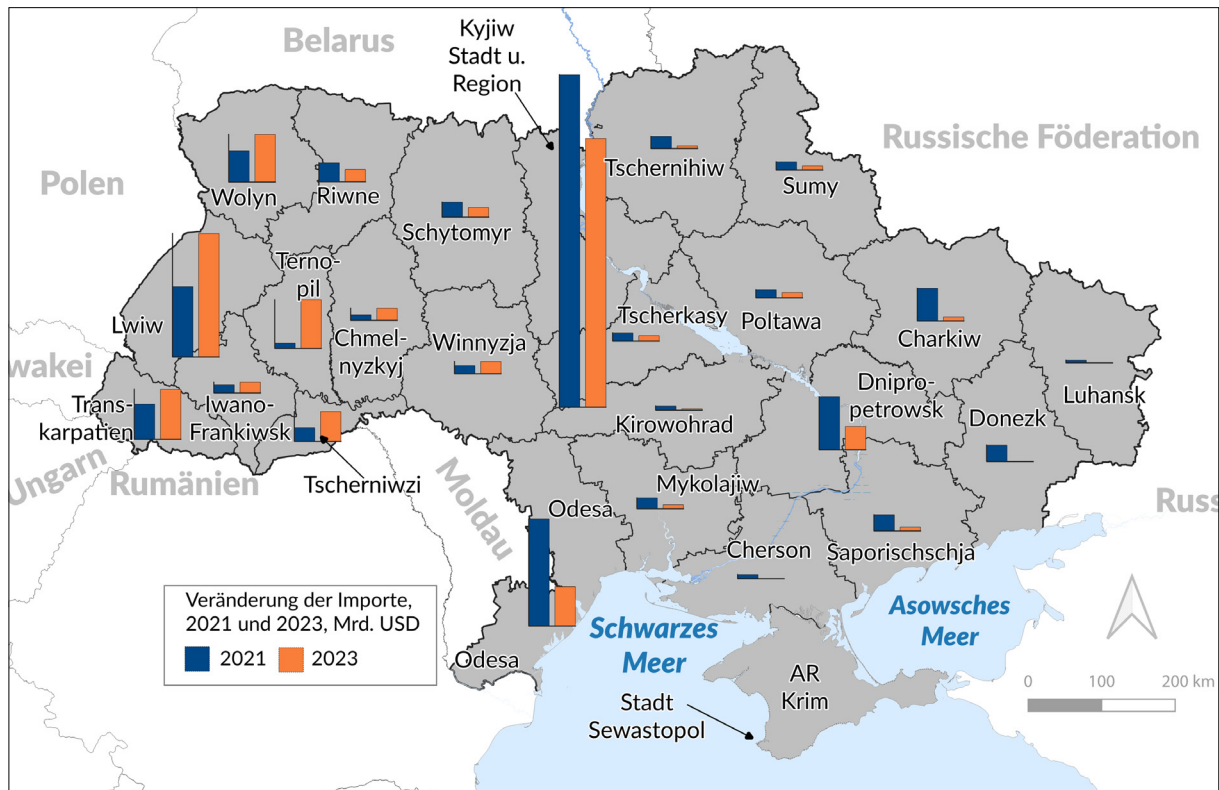 Belarus
Kyjiw
Stadt u.
Region
Russische Föderation
Polen
Wolyn
Riwne
Schytomyr
Tschernihiw
Sumy
Lwiw
Terno-
pil
Chmel-
nyzkyj
Winnyzja
Tscherkasy
Poltawa
Charkiw
Luhansk
wakei
Trans-
karpatien
Iwano-
Frankiwsk
Kirowohrad
Dnipro-
petrowsk
Donezk
Ungarn
Rumänien
Tscherniwzi
Moldau
Odesa
Mykolajiw
Cherson
Saporischschja
Russ
Veränderung der Importe,
2021 und 2023, Mrd. USD
2021 2023
Odesa
Schwarzes
Meer
Asowsches
Meer
AR
Krim
Stadt
Sewastopol
0 100 200 km